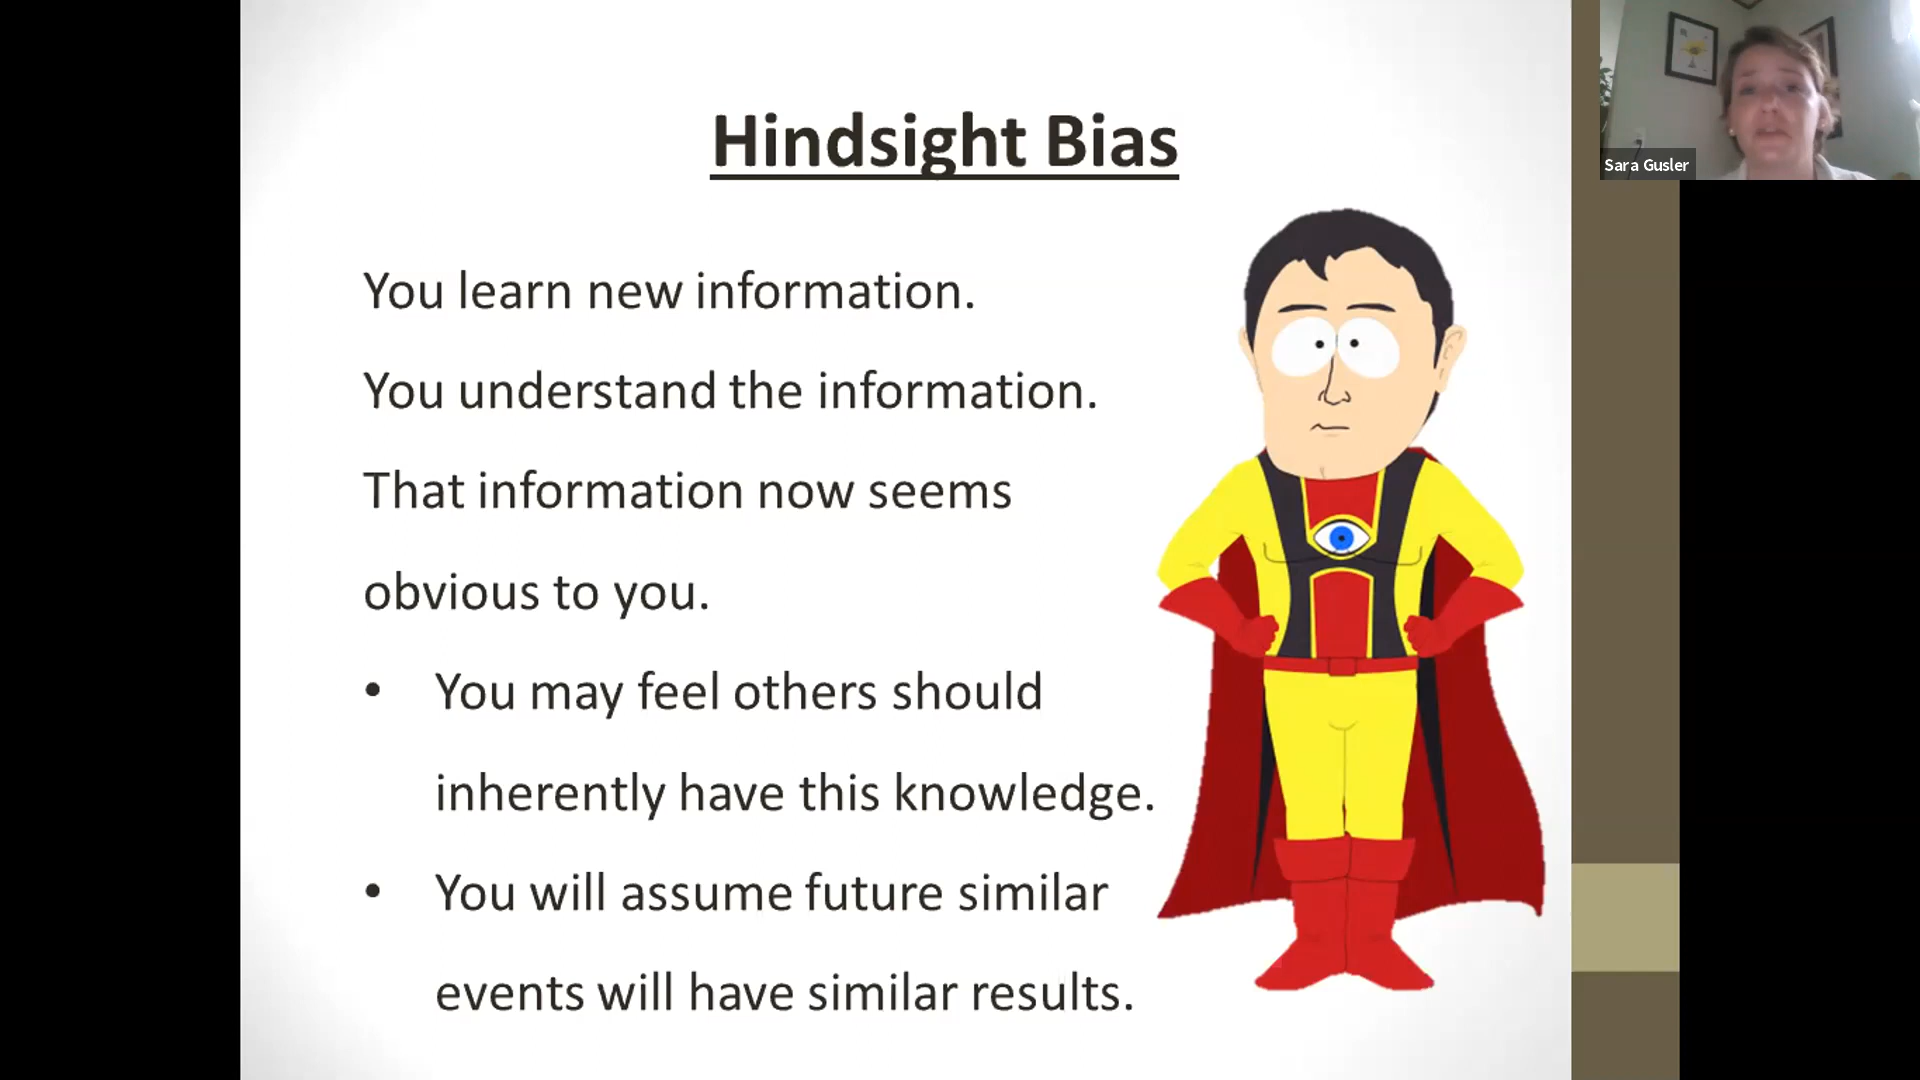 Hindsight Bias
Sara Gusler
You learn new information.
You understand the information.
That information now seems
obvious to you.
• You may feel others should
inherently have this knowledge.
• You will assume future similar
events will have similar results.